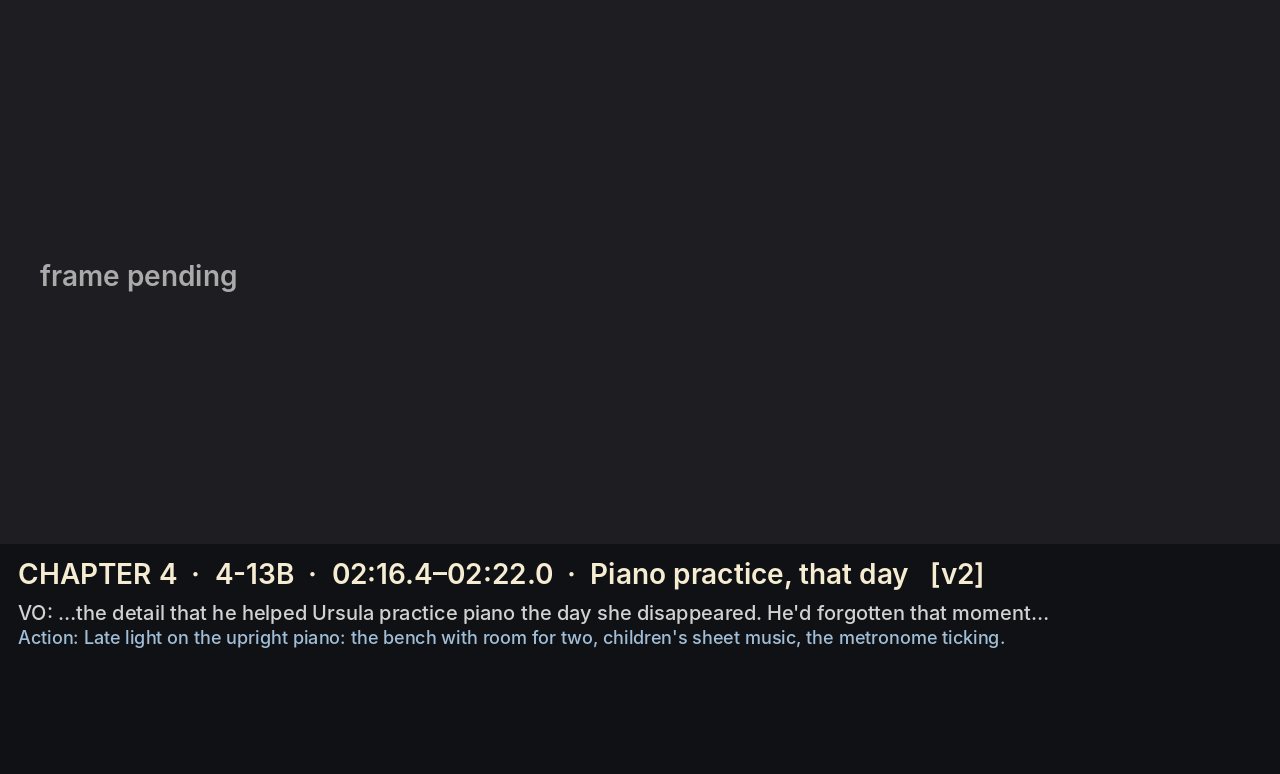 frame pending
CHAPTER 4 · 4-13B · 02:16.4–02:22.0 · Piano practice, that day [v2]
VO: ...the detail that he helped Ursula practice piano the day she disappeared. He'd forgotten that moment...
Action: Late light on the upright piano: the bench with room for two, children's sheet music, the metronome ticking.